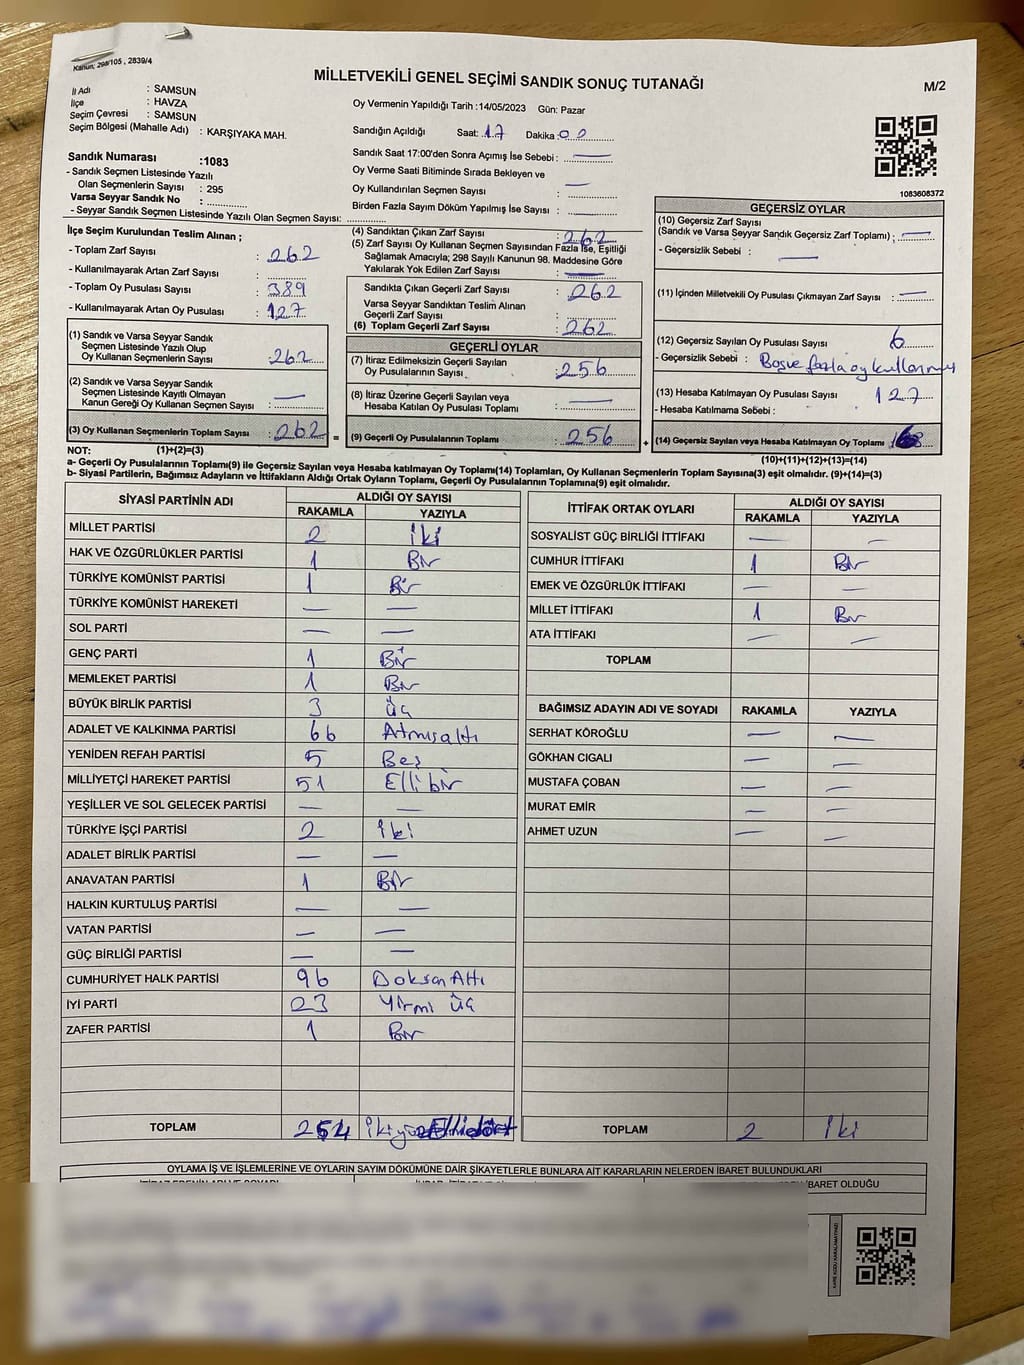 Kanun; 298/105 , 2839/4
MİLLETVEKİLİ GENEL SEÇİMİ SANDIK SONUÇ TUTANAĞI
M/2
İl Adı : SAMSUN
İlçe : HAVZA
Seçim Çevresi : SAMSUN
Seçim Bölgesi (Mahalle Adı) : KARŞIYAKA MAH.
Oy Vermenin Yapıldığı Tarih :14/05/2023 Gün: Pazar
Sandığın Açıldığı Saat: 17 Dakika: 00
Sandık Numarası :1083
- Sandık Seçmen Listesinde Yazılı
Olan Seçmenlerin Sayısı : 295
Varsa Seyyar Sandık No :
- Seyyar Sandık Seçmen Listesinde Yazılı Olan Seçmen Sayısı:
Sandık Saat 17:00'den Sonra Açımış İse Sebebi : —
Oy Verme Saati Bitiminde Sırada Bekleyen ve
Oy Kullandırılan Seçmen Sayısı : —
Birden Fazla Sayım Döküm Yapılmış İse Sayısı : —
1083608372
İlçe Seçim Kurulundan Teslim Alınan ;
- Toplam Zarf Sayısı : 262
- Kullanılmayarak Artan Zarf Sayısı :
- Toplam Oy Pusulası Sayısı : 389
- Kullanılmayarak Artan Oy Pusulası : 127
(1) Sandık ve Varsa Seyyar Sandık
Seçmen Listesinde Yazılı Olup
Oy Kullanan Seçmenlerin Sayısı : 262
(2) Sandık ve Varsa Seyyar Sandık
Seçmen Listesinde Kayıtlı Olmayan
Kanun Gereği Oy Kullanan Seçmen Sayısı : —
(3) Oy Kullanan Seçmenlerin Toplam Sayısı : 262 =
(1)+(2)=(3)
(4) Sandıktan Çıkan Zarf Sayısı : 262
(5) Zarf Sayısı Oy Kullanan Seçmen Sayısından Fazla İse, Eşitliği
Sağlamak Amacıyla; 298 Sayılı Kanunun 98. Maddesine Göre
Yakılarak Yok Edilen Zarf Sayısı : —
Sandıkta Çıkan Geçerli Zarf Sayısı : 262
Varsa Seyyar Sandıktan Teslim Alınan
Geçerli Zarf Sayısı :
(6) Toplam Geçerli Zarf Sayısı : 262
GEÇERLİ OYLAR
(7) İtiraz Edilmeksizin Geçerli Sayılan
Oy Pusulalarının Sayısı : 256
(8) İtiraz Üzerine Geçerli Sayılan veya
Hesaba Katılan Oy Pusulası Toplamı : —
(9) Geçerli Oy Pusulalarının Toplamı : 256 +
GEÇERSİZ OYLAR
(10) Geçersiz Zarf Sayısı
(Sandık ve Varsa Seyyar Sandık Geçersiz Zarf Toplamı) ; —
- Geçersizlik Sebebi : —
(11) İçinden Milletvekili Oy Pusulası Çıkmayan Zarf Sayısı : —
(12) Geçersiz Sayılan Oy Pusulası Sayısı : 6
- Geçersizlik Sebebi : Boş ve fazla oy kullanmış
(13) Hesaba Katılmayan Oy Pusulası Sayısı : 127
- Hesaba Katılmama Sebebi :
(14) Geçersiz Sayılan veya Hesaba Katılmayan Oy Toplamı :
(10)+(11)+(12)+(13)=(14)
NOT:
a- Geçerli Oy Pusulalarının Toplamı(9) ile Geçersiz Sayılan veya Hesaba katılmayan Oy Toplamı(14) Toplamları, Oy Kullanan Seçmenlerin Toplam Sayısına(3) eşit olmalıdır. (9)+(14)=(3)
b- Siyasi Partilerin, Bağımsız Adayların ve İttifakların Aldığı Ortak Oyların Toplamı, Geçerli Oy Pusulalarının Toplamına(9) eşit olmalıdır.
SİYASİ PARTİNİN ADI ALDIĞI OY SAYISI
RAKAMLA YAZIYLA
MİLLET PARTİSİ 2 iki
HAK VE ÖZGÜRLÜKLER PARTİSİ 1 Bir
TÜRKİYE KOMÜNİST PARTİSİ 1 Bir
TÜRKİYE KOMÜNİST HAREKETİ — —
SOL PARTİ — —
GENÇ PARTİ 1 Bir
MEMLEKET PARTİSİ 1 Bir
BÜYÜK BİRLİK PARTİSİ 3 üç
ADALET VE KALKINMA PARTİSİ 66 Atmışaltı
YENİDEN REFAH PARTİSİ 5 Beş
MİLLİYETÇİ HAREKET PARTİSİ 51 Elli bir
YEŞİLLER VE SOL GELECEK PARTİSİ — —
TÜRKİYE İŞÇİ PARTİSİ 2 iki
ADALET BİRLİK PARTİSİ — —
ANAVATAN PARTİSİ 1 Bir
HALKIN KURTULUŞ PARTİSİ — —
VATAN PARTİSİ — —
GÜÇ BİRLİĞİ PARTİSİ — —
CUMHURİYET HALK PARTİSİ 96 Doksan Altı
İYİ PARTİ 23 Yirmi üç
ZAFER PARTİSİ 1 Bir
TOPLAM 254 ikiyüzEllidört
İTTİFAK ORTAK OYLARI ALDIĞI OY SAYISI
RAKAMLA YAZIYLA
SOSYALİST GÜÇ BİRLİĞİ İTTİFAKI — —
CUMHUR İTTİFAKI 1 Bir
EMEK VE ÖZGÜRLÜK İTTİFAKI — —
MİLLET İTTİFAKI 1 Bir
ATA İTTİFAKI — —
TOPLAM
BAĞIMSIZ ADAYIN ADI VE SOYADI RAKAMLA YAZIYLA
SERHAT KÖROĞLU — —
GÖKHAN CIGALI — —
MUSTAFA ÇOBAN — —
MURAT EMİR — —
AHMET UZUN — —
TOPLAM 2 iki
OYLAMA İŞ VE İŞLEMLERİNE VE OYLARIN SAYIM DÖKÜMÜNE DAİR ŞİKAYETLERLE BUNLARA AİT KARARLARIN NELERDEN İBARET BULUNDUKLARI
İBARET OLDUĞU